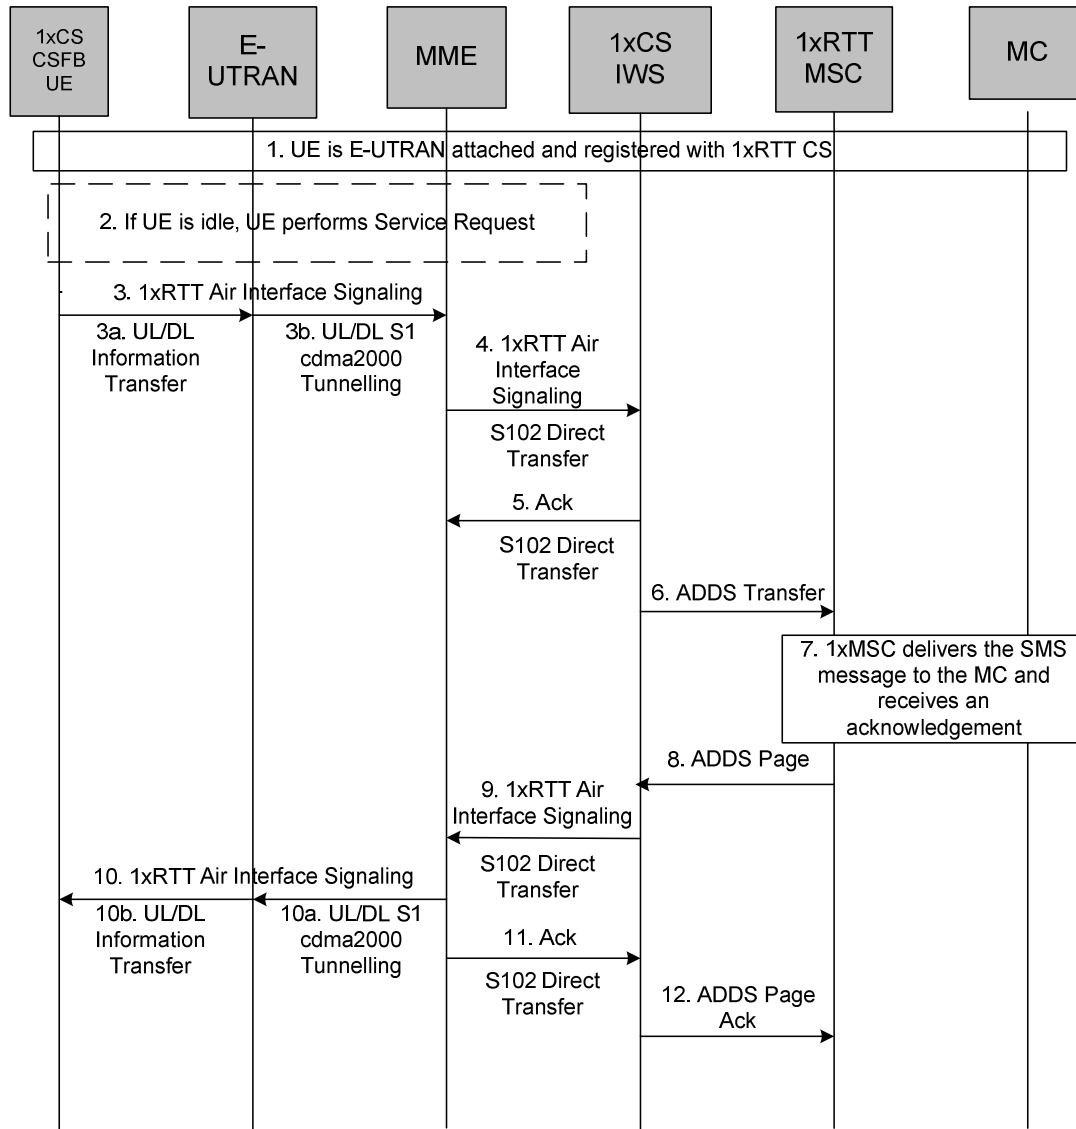 1xCS
CSFB
UE
E-
UTRAN
MME
1xCS
IWS
1xRTT
MSC
MC
1. UE is E-UTRAN attached and registered with 1xRTT CS
2. If UE is idle, UE performs Service Request
3. 1xRTT Air Interface Signaling
3a. UL/DL
Information
Transfer
3b. UL/DL S1
cdma2000
Tunnelling
4. 1xRTT Air
Interface
Signaling
S102 Direct
Transfer
5. Ack
S102 Direct
Transfer
6. ADDS Transfer
7. 1xMSC delivers the SMS
message to the MC and
receives an
acknowledgement
8. ADDS Page
9. 1xRTT Air
Interface Signaling
S102 Direct
Transfer
10. 1xRTT Air Interface Signaling
10b. UL/DL
Information
Transfer
10a. UL/DL S1
cdma2000
Tunnelling
11. Ack
S102 Direct
Transfer
12. ADDS Page
Ack